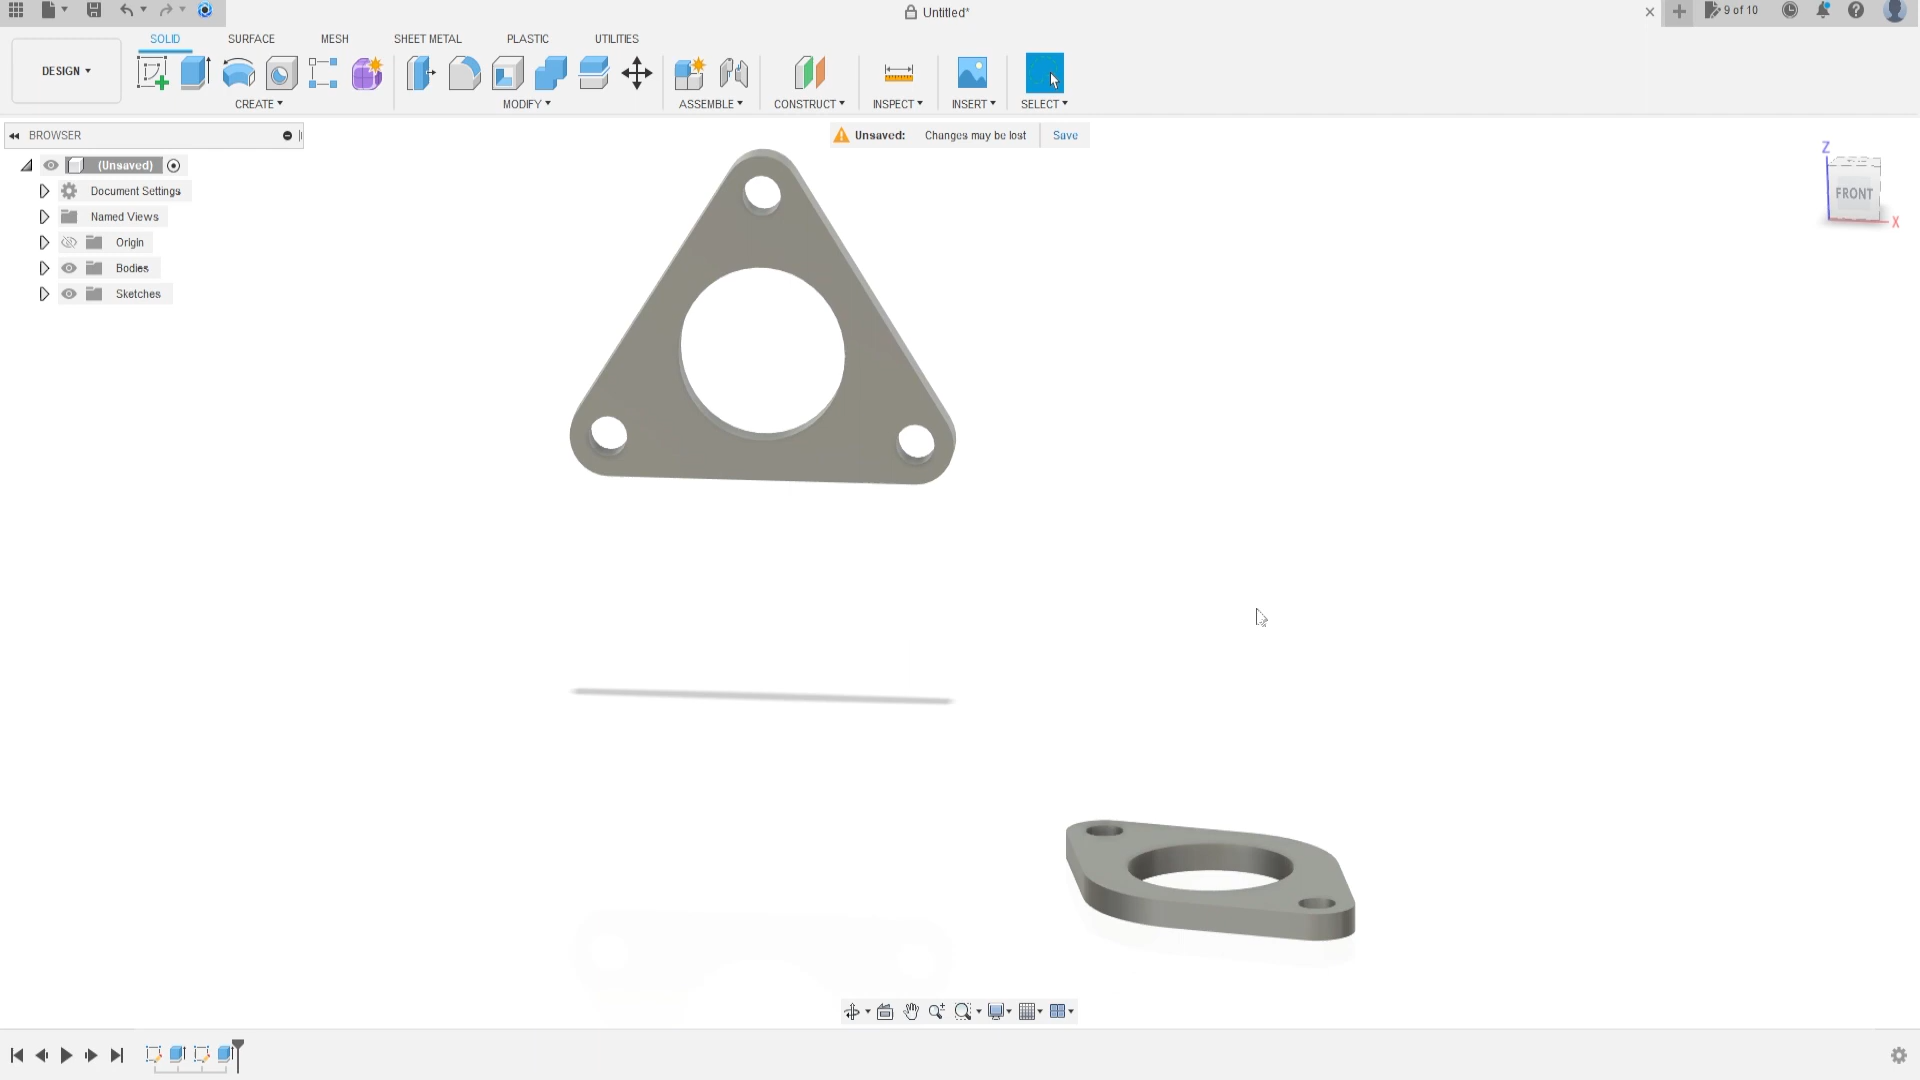 Untitled*
9 of 10
DESIGN
SOLID
SURFACE
MESH
SHEET METAL
PLASTIC
UTILITIES
CREATE
MODIFY
ASSEMBLE
CONSTRUCT
INSPECT
INSERT
SELECT
BROWSER
Unsaved: Changes may be lost Save
(Unsaved)
Document Settings
Named Views
Origin
Bodies
Sketches
Z
FRONT
X